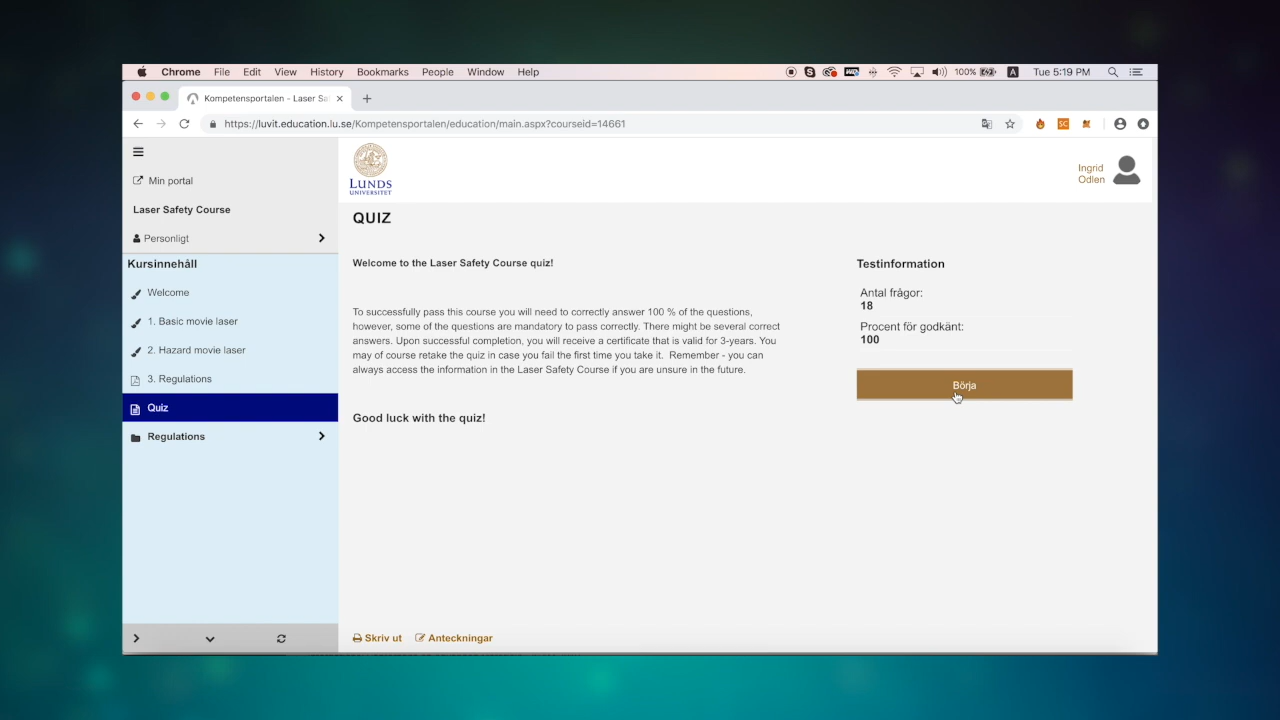 Chrome File Edit View History Bookmarks People Window Help
100% Tue 5:19 PM
Kompetensportalen - Laser Sa
https://luvit.education.lu.se/Kompetensportalen/education/main.aspx?courseid=14661
Min portal
Laser Safety Course
Personligt
Kursinnehåll
Welcome
1. Basic movie laser
2. Hazard movie laser
3. Regulations
Quiz
Regulations
LUNDS
UNIVERSITET
Ingrid
Odlen
QUIZ
Welcome to the Laser Safety Course quiz!
To successfully pass this course you will need to correctly answer 100 % of the questions,
however, some of the questions are mandatory to pass correctly. There might be several correct
answers. Upon successful completion, you will receive a certificate that is valid for 3-years. You
may of course retake the quiz in case you fail the first time you take it. Remember - you can
always access the information in the Laser Safety Course if you are unsure in the future.
Good luck with the quiz!
Testinformation
Antal frågor:
18
Procent för godkänt:
100
Börja
Skriv ut Anteckningar